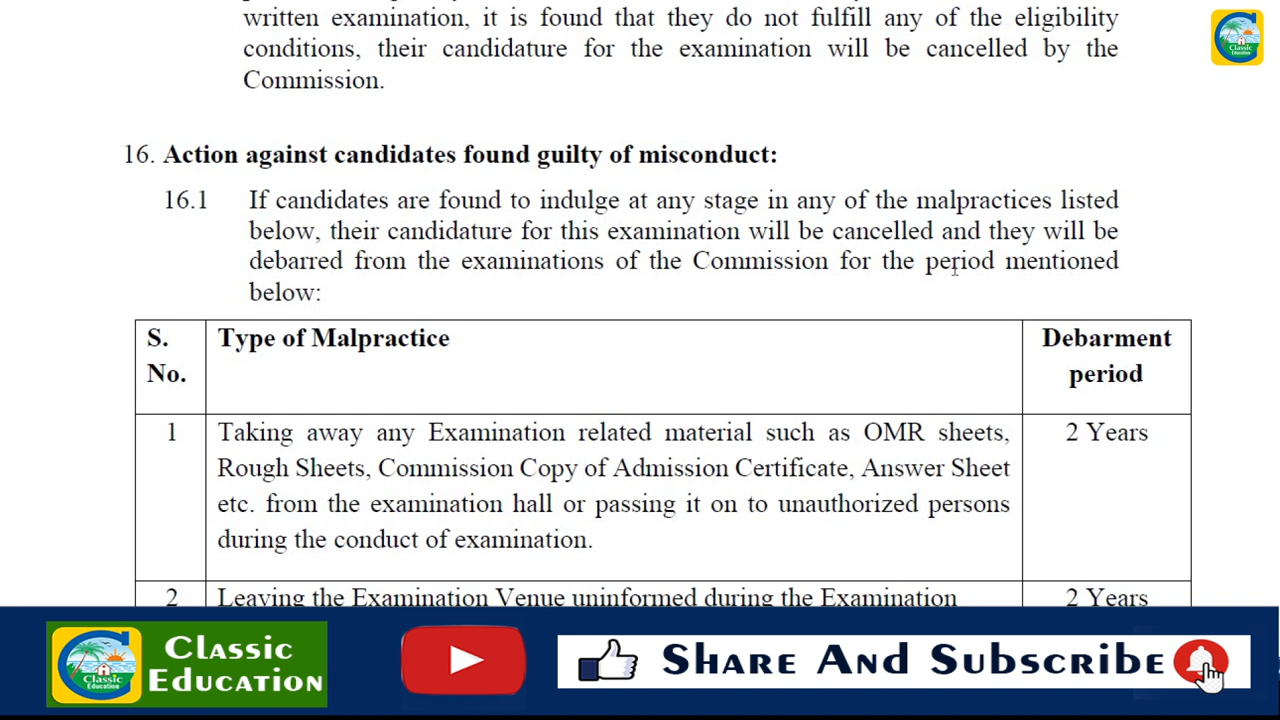 written examination, it is found that they do not fulfill any of the eligibility
conditions, their candidature for the examination will be cancelled by the
Commission.
16. Action against candidates found guilty of misconduct:
16.1 If candidates are found to indulge at any stage in any of the malpractices listed
below, their candidature for this examination will be cancelled and they will be
debarred from the examinations of the Commission for the period mentioned
below:
S. No. Type of Malpractice Debarment period
1 Taking away any Examination related material such as OMR sheets, 2 Years
Rough Sheets, Commission Copy of Admission Certificate, Answer Sheet
etc. from the examination hall or passing it on to unauthorized persons
during the conduct of examination.
2 Leaving the Examination Venue uninformed during the Examination 2 Years
Classic
Education
Classic
Education
Classic
Education
Share And Subscribe